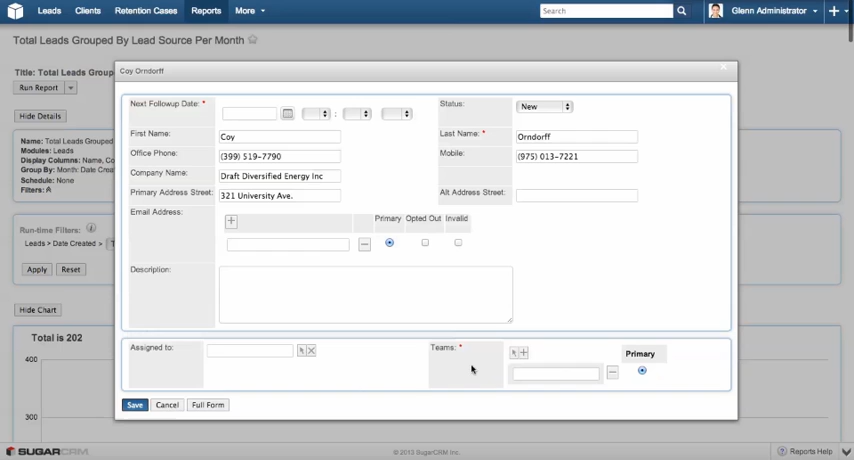 Leads Clients Retention Cases Reports More Search Glenn Administrator
Total Leads Grouped By Lead Source Per Month
Title: Total Leads Group
Run Report
Hide Details
Name: Total Leads Grouped
Modules: Leads
Display Columns: Name, Co
Group By: Month: Date Crea
Schedule: None
Filters:
Run-time Filters:
Leads > Date Created >
Apply Reset
Hide Chart
Total is 202
400
300
Coy Orndorff
Next Followup Date: * : Status: New
First Name: Coy Last Name: * Orndorff
Office Phone: (399) 519-7790 Mobile: (975) 013-7221
Company Name: Draft Diversified Energy Inc
Primary Address Street: 321 University Ave. Alt Address Street:
Email Address: Primary Opted Out Invalid
Description:
Assigned to: Teams: * Primary
Save Cancel Full Form
SUGARCRM © 2013 SugarCRM Inc. Reports Help